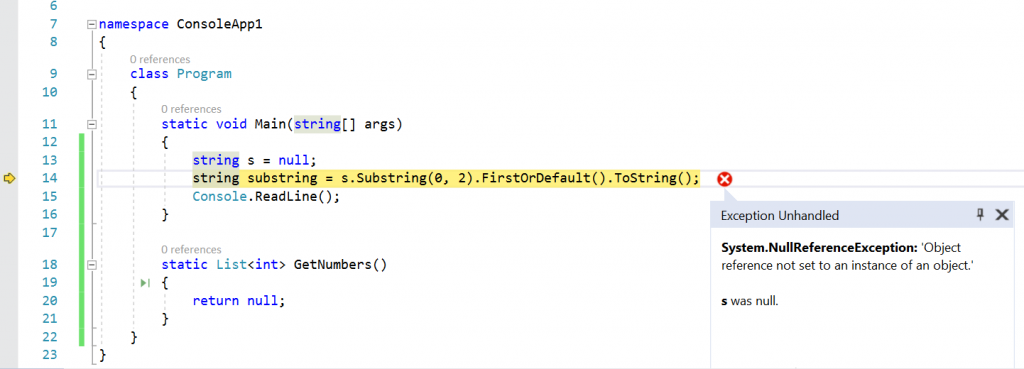 6
7 namespace ConsoleApp1
8 {
0 references
9 class Program
10 {
0 references
11 static void Main(string[] args)
12 {
13 string s = null;
14 string substring = s.Substring(0, 2).FirstOrDefault().ToString();
15 Console.ReadLine();
16 }
17
0 references
18 static List<int> GetNumbers()
19 {
20 return null;
21 }
22 }
23 }
Exception Unhandled
System.NullReferenceException: 'Object
reference not set to an instance of an object.'
s was null.